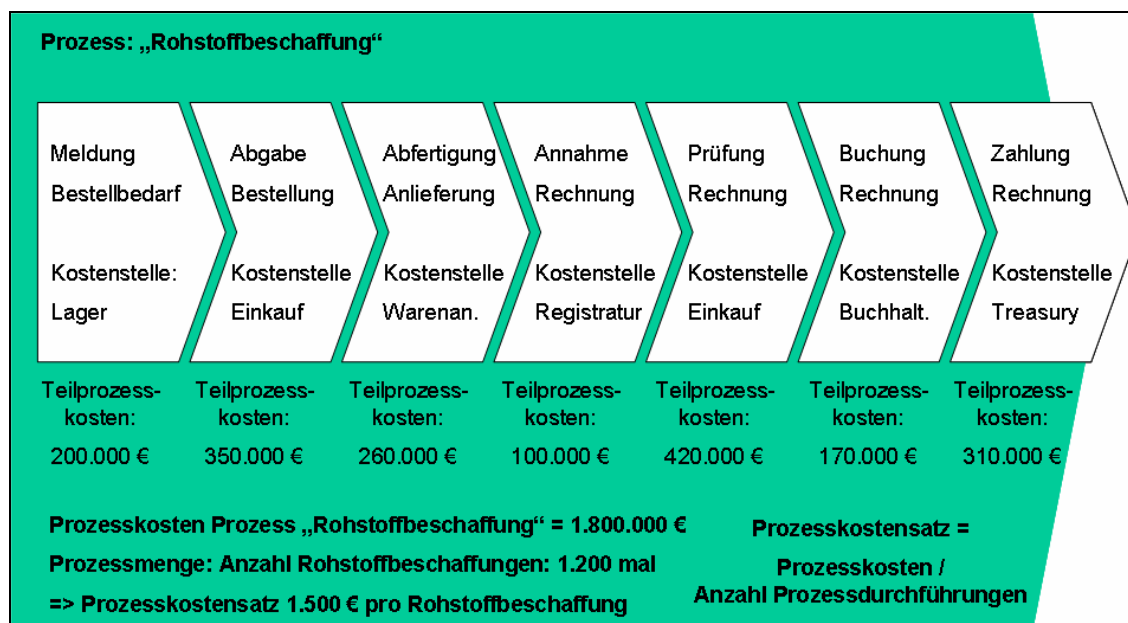 Prozess: „Rohstoffbeschaffung“
Meldung
Bestellbedarf
Kostenstelle:
Lager
Abgabe
Bestellung
Kostenstelle
Einkauf
Abfertigung
Anlieferung
Kostenstelle
Warenan.
Annahme
Rechnung
Kostenstelle
Registratur
Prüfung
Rechnung
Kostenstelle
Einkauf
Buchung
Rechnung
Kostenstelle
Buchhalt.
Zahlung
Rechnung
Kostenstelle
Treasury
Teilprozess-
kosten:
200.000 €
Teilprozess-
kosten:
350.000 €
Teilprozess-
kosten:
260.000 €
Teilprozess-
kosten:
100.000 €
Teilprozess-
kosten:
420.000 €
Teilprozess-
kosten:
170.000 €
Teilprozess-
kosten:
310.000 €
Prozesskosten Prozess „Rohstoffbeschaffung“ = 1.800.000 €
Prozessmenge: Anzahl Rohstoffbeschaffungen: 1.200 mal
=> Prozesskostensatz 1.500 € pro Rohstoffbeschaffung
Prozesskostensatz =
Prozesskosten /
Anzahl Prozessdurchführungen